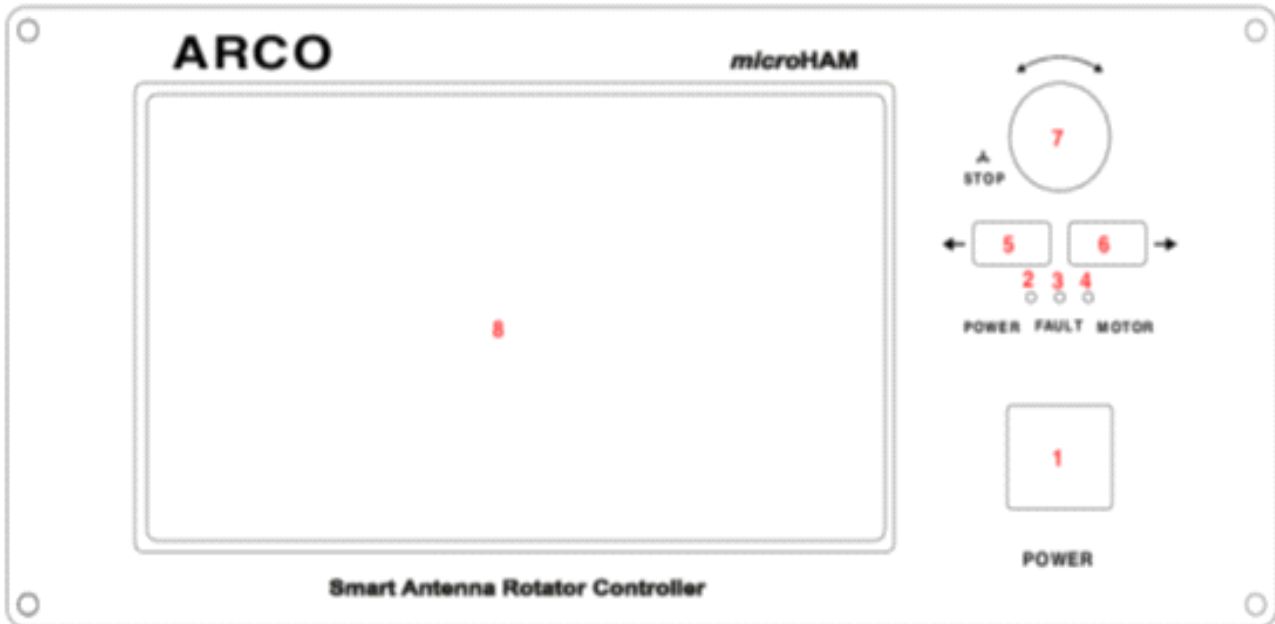 ARCO
microHAM
7
STOP
5 6
2 3 4
POWER FAULT MOTOR
8
1
POWER
Smart Antenna Rotator Controller